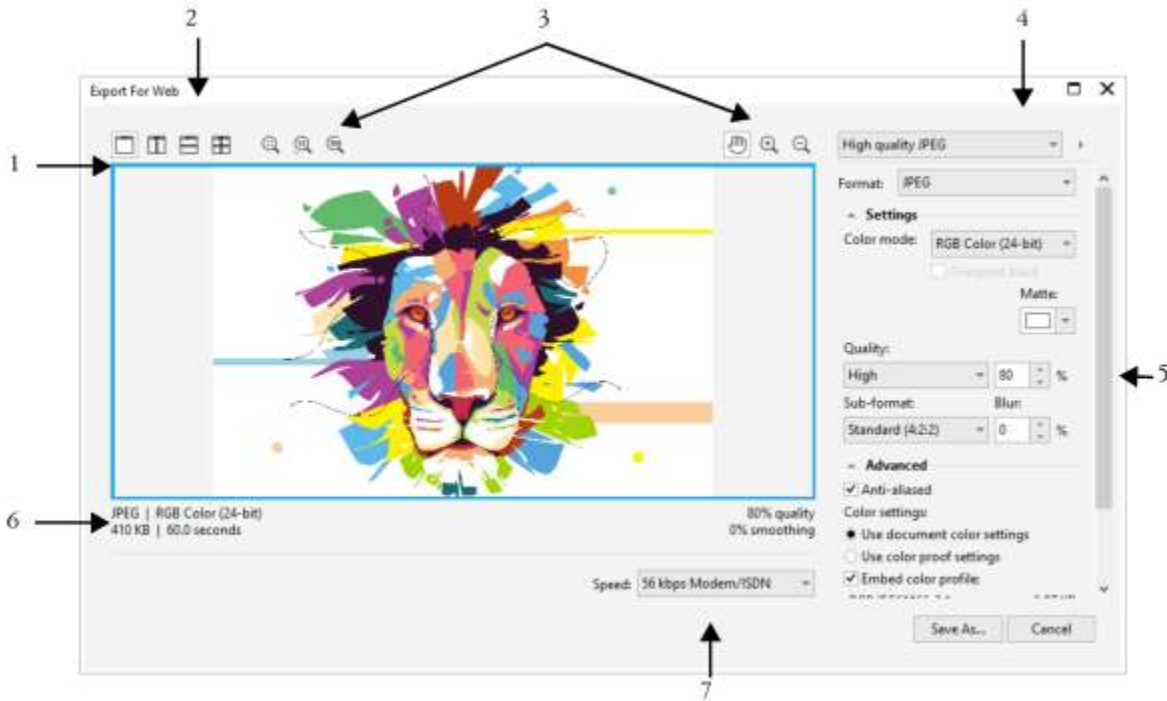 2
3
4
Export For Web
1
High quality JPEG
Format: JPEG
Settings
Color mode: RGB Color (24-bit)
Matte:
Quality:
High 80 %
5
Sub-format: Blur:
Standard (4:2:2) 0 %
Advanced
Anti-aliased
JPEG | RGB Color (24-bit) 80% quality
Color settings:
6
410 KB | 60.0 seconds 0% smoothing
Use document color settings
Use color proof settings
Speed: 56 kbps Modem/ISDN
Embed color profile:
Save As... Cancel
7